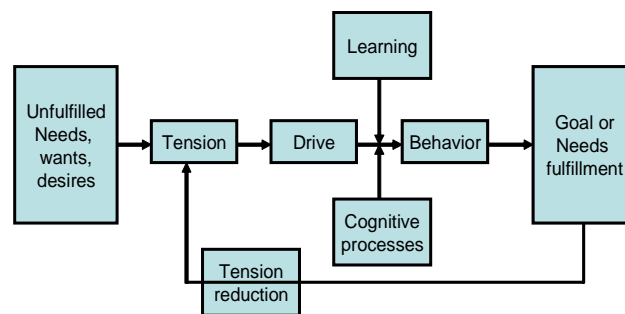 Learning
Unfulfilled
Needs,
wants,
desires
Tension
Drive
Behavior
Goal or
Needs
fulfillment
Cognitive
processes
Tension
reduction